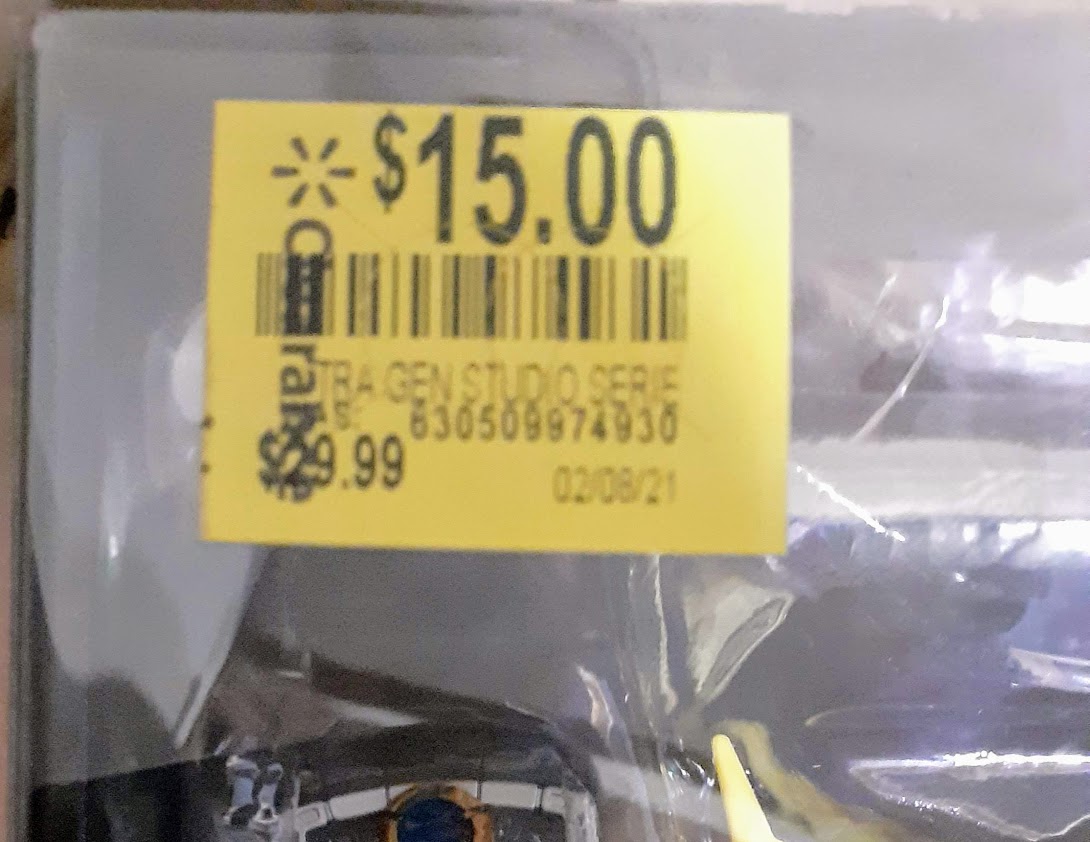 $15.00
TRA GEN STUDIO SERIE
630509974930
9.99
02/08/21